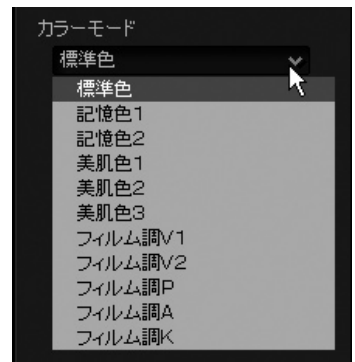 カラーモード
標準色
標準色
記憶色1
記憶色2
美肌色1
美肌色2
美肌色3
フィルム調V1
フィルム調V2
フィルム調P
フィルム調A
フィルム調K